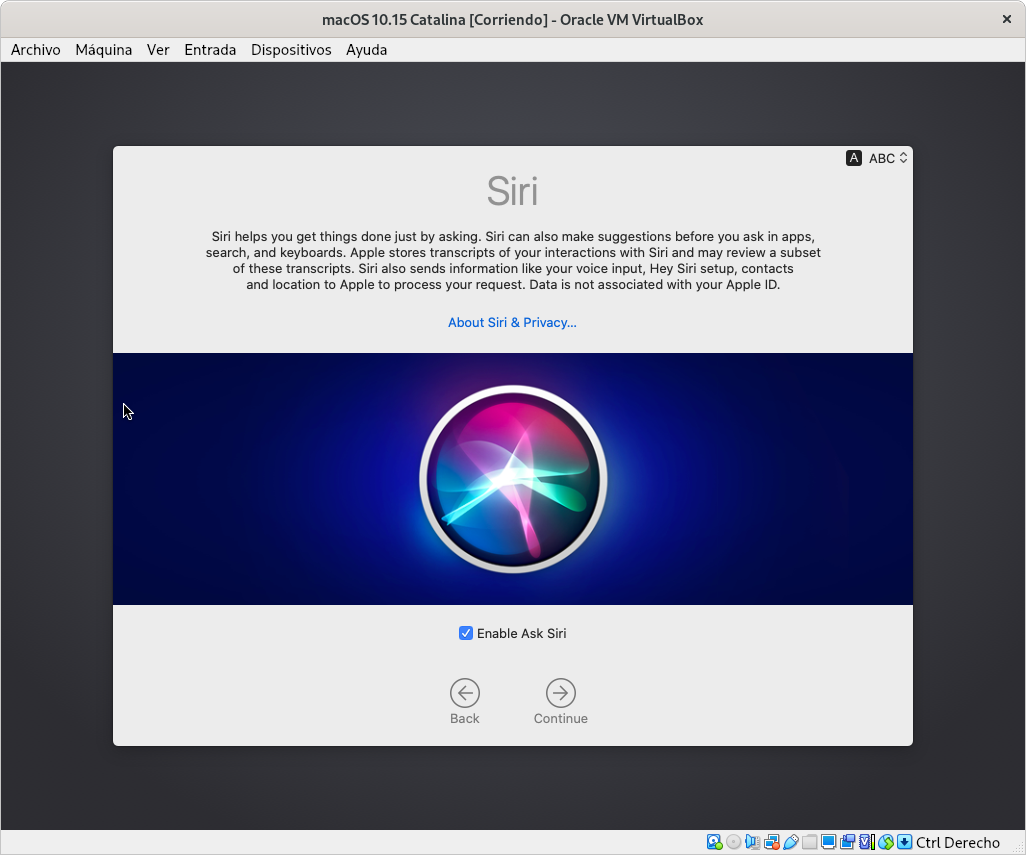 macOS 10.15 Catalina [Corriendo] - Oracle VM VirtualBox
Archivo Máquina Ver Entrada Dispositivos Ayuda
A ABC
Siri
Siri helps you get things done just by asking. Siri can also make suggestions before you ask in apps,
search, and keyboards. Apple stores transcripts of your interactions with Siri and may review a subset
of these transcripts. Siri also sends information like your voice input, Hey Siri setup, contacts
and location to Apple to process your request. Data is not associated with your Apple ID.
About Siri & Privacy...
Enable Ask Siri
Back Continue
Ctrl Derecho